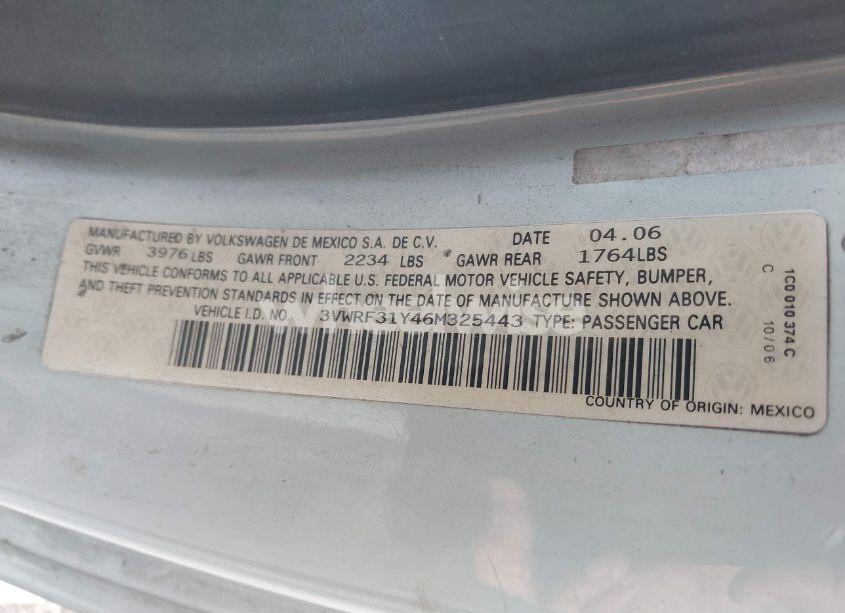 MANUFACTURED BY VOLKSWAGEN DE MEXICO S.A. DE C.V. DATE 04.06
GVWR 3976 LBS GAWR FRONT 2234 LBS GAWR REAR 1764LBS
THIS VEHICLE CONFORMS TO ALL APPLICABLE U.S. FEDERAL MOTOR VEHICLE SAFETY, BUMPER,
AND THEFT PREVENTION STANDARDS IN EFFECT ON THE DATE OF MANUFACTURE SHOWN ABOVE.
VEHICLE I.D. NO. 3VWRF31Y46M325443 TYPE: PASSENGER CAR
COUNTRY OF ORIGIN: MEXICO
1C0 010 374 C
C 10/06